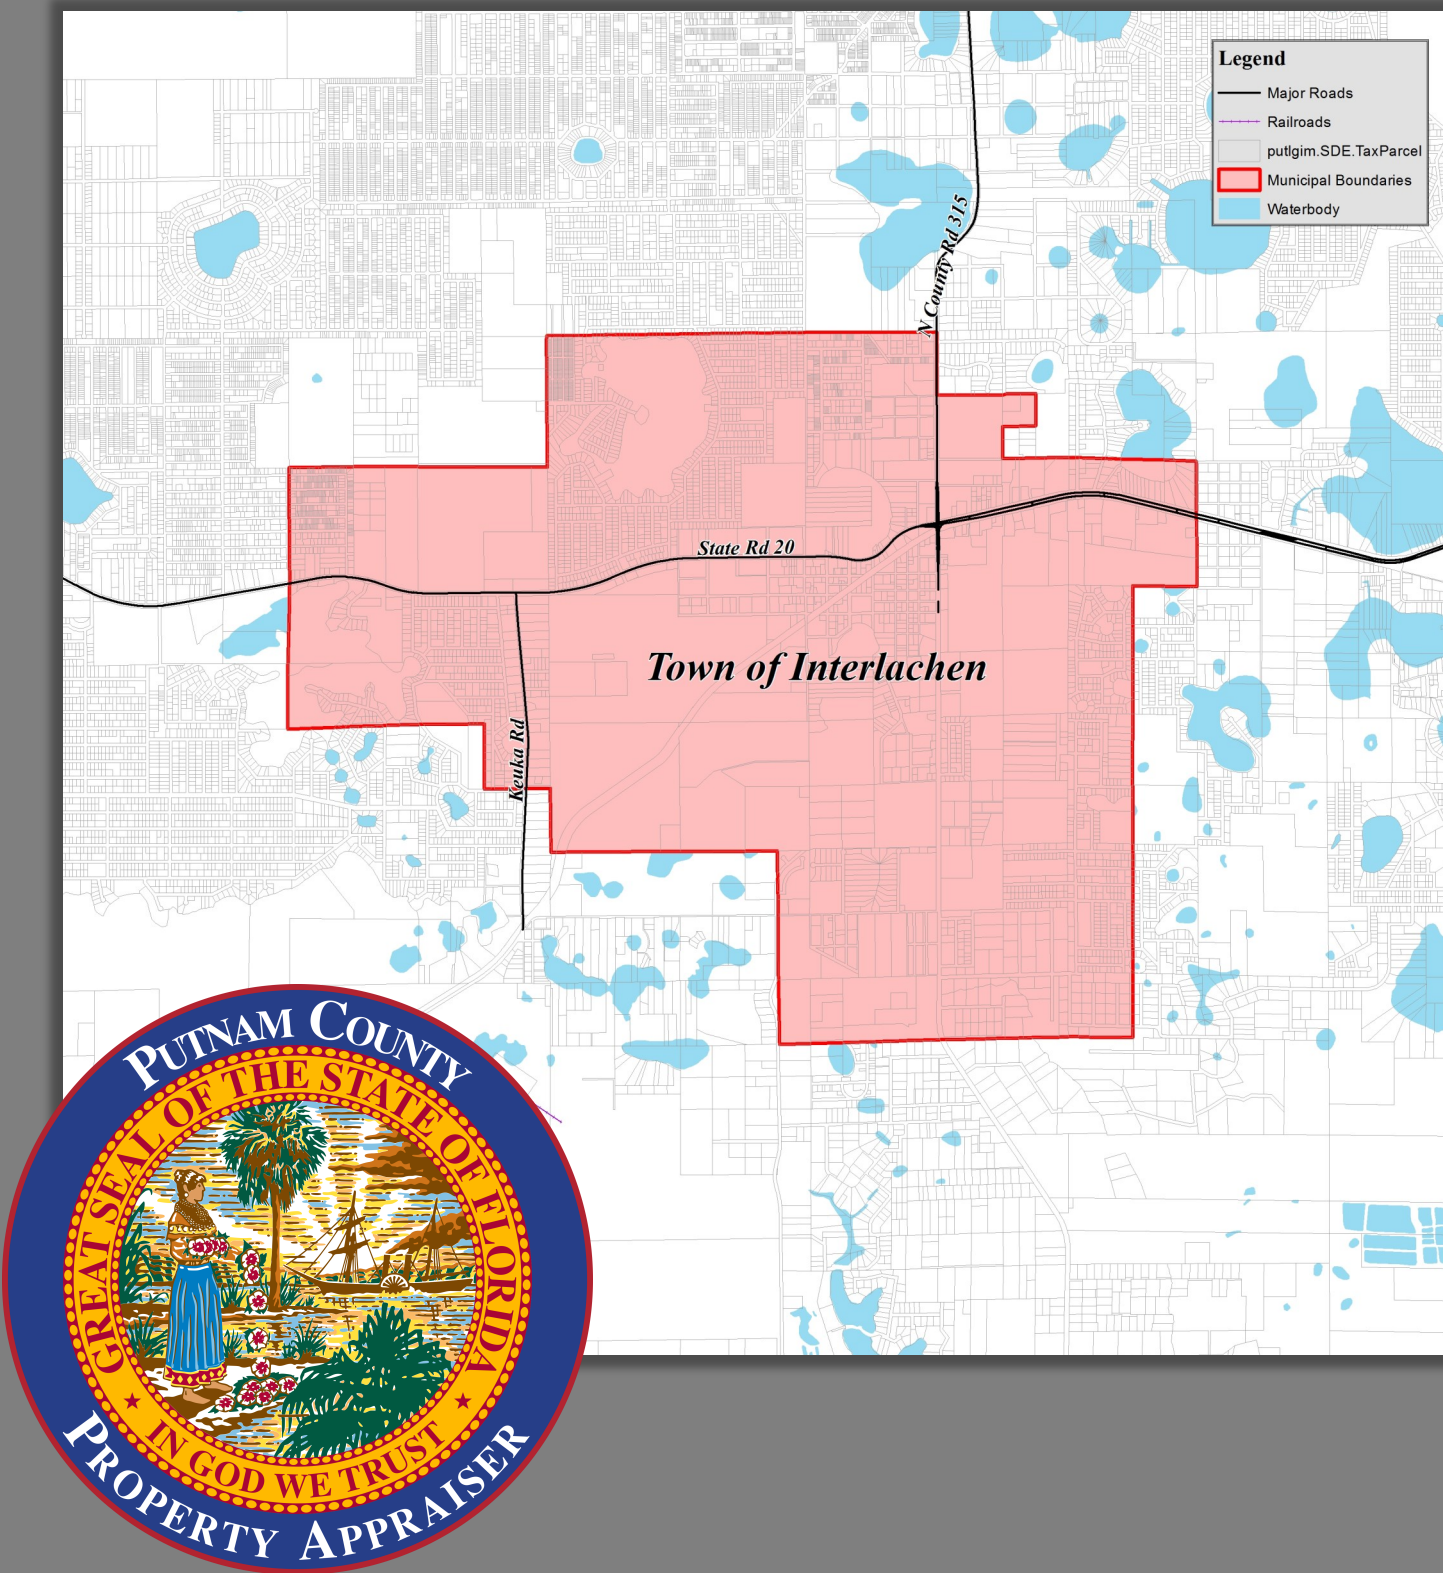 Legend
Major Roads
Railroads
putlgim.SDE.TaxParcel
Municipal Boundaries
Waterbody
N County Rd 315
State Rd 20
Town of Interlachen
Keuka Rd
PUTNAM COUNTY
GREAT SEAL OF THE STATE OF FLORIDA
IN GOD WE TRUST
PROPERTY APPRAISER